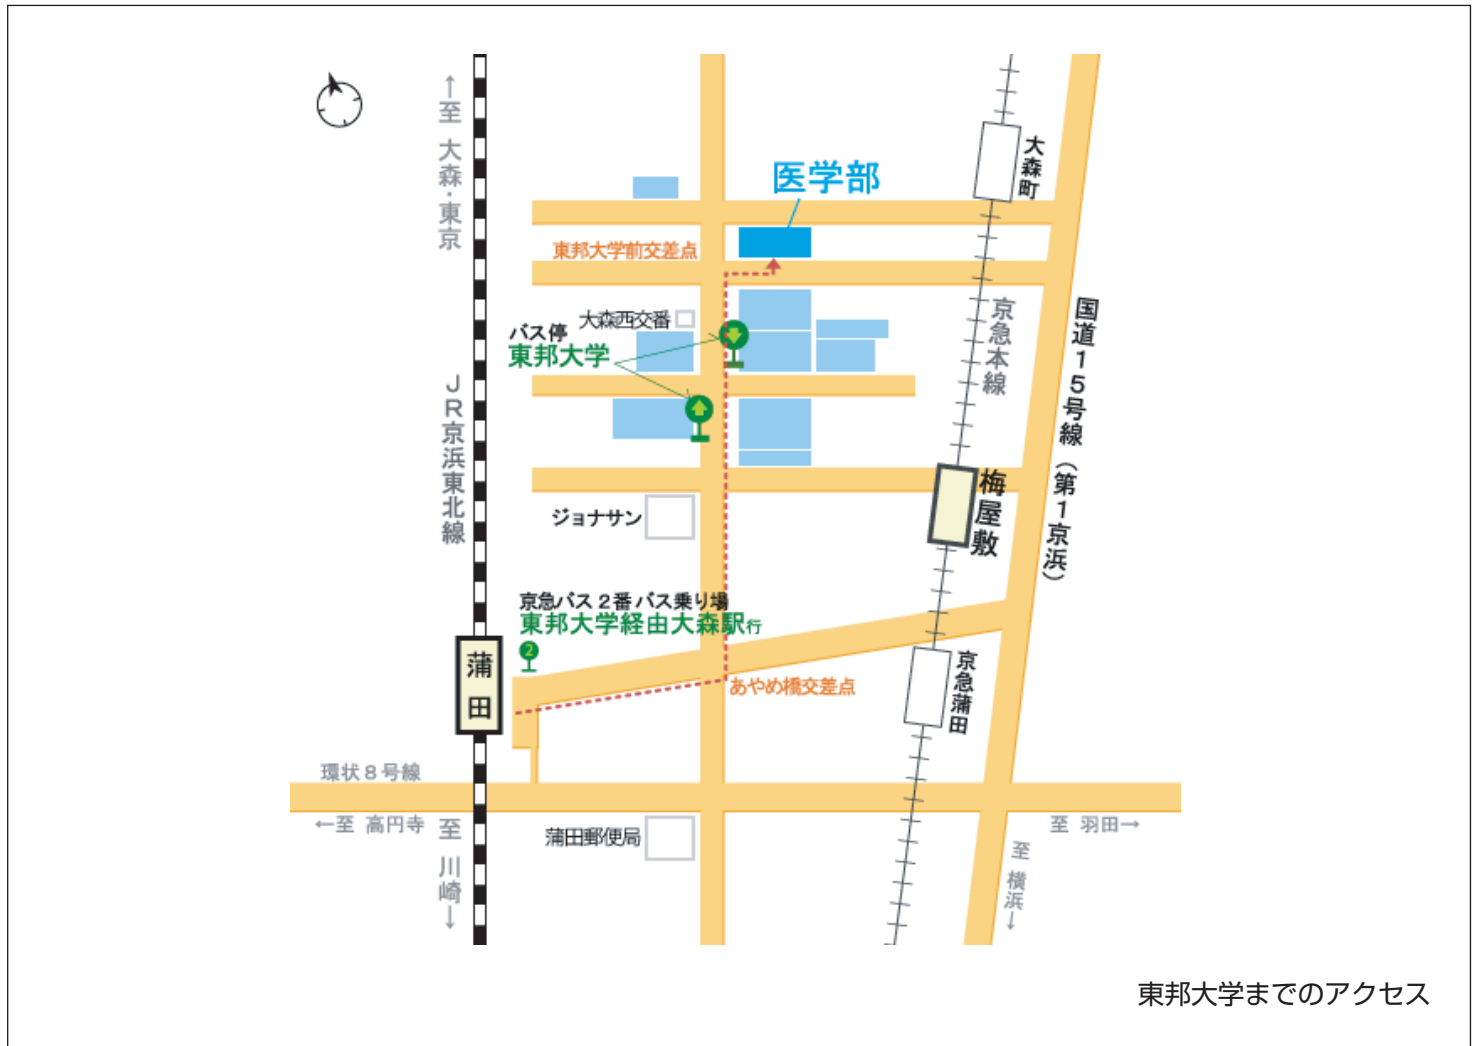 ↑至 大森・東京
医学部
大森町
東邦大学前交差点
大森西交番
バス停
東邦大学
京急本線
国道15号線（第1京浜）
JR京浜東北線
梅屋敷
ジョナサン
京急バス2番バス乗り場
東邦大学経由大森駅行
2
蒲田
あやめ橋交差点
京急蒲田
環状8号線
←至 高円寺
至 川崎↓
蒲田郵便局
至 羽田→
至 横浜↓
東邦大学までのアクセス